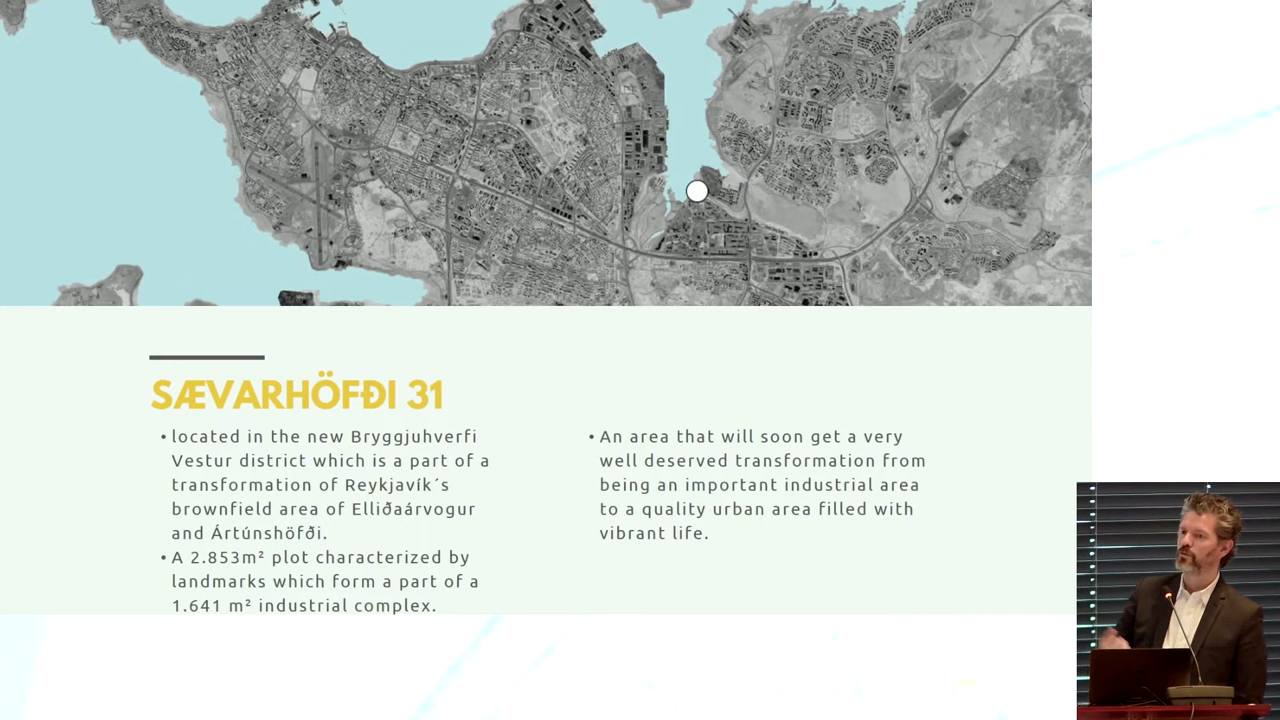 SÆVARHÖFÐI 31
• located in the new Bryggjuhverfi
Vestur district which is a part of a
transformation of Reykjavík´s
brownfield area of Elliðaárvogur
and Ártúnshöfði.
• A 2.853m² plot characterized by
landmarks which form a part of a
1.641 m² industrial complex.
• An area that will soon get a very
well deserved transformation from
being an important industrial area
to a quality urban area filled with
vibrant life.